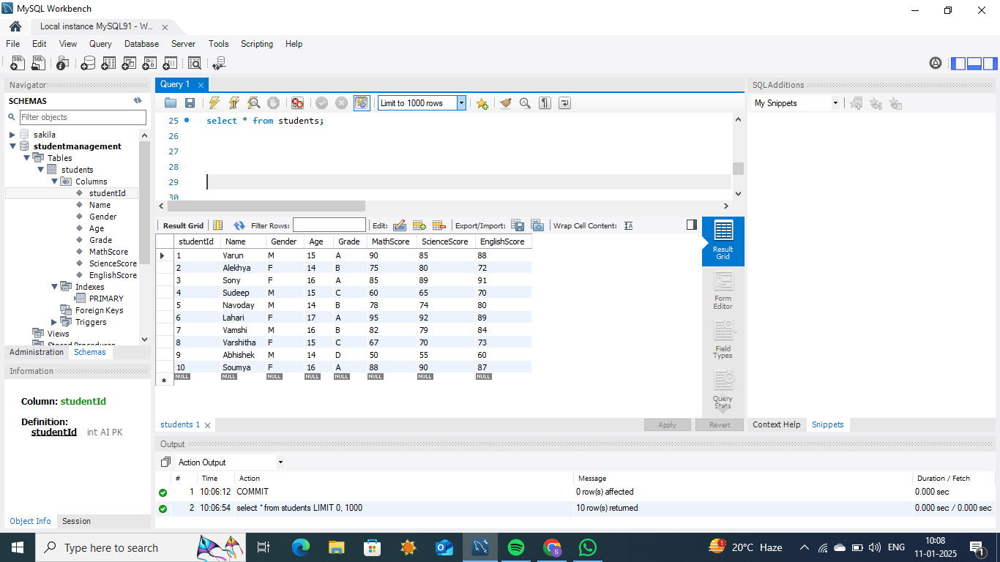 MySQL Workbench
Local instance MySQL91 - W...
File Edit View Query Database Server Tools Scripting Help
Navigator
SCHEMAS
Filter objects
sakila
studentmanagement
Tables
students
Columns
studentId
Name
Gender
Age
Grade
MathScore
ScienceScore
EnglishScore
Indexes
PRIMARY
Foreign Keys
Triggers
Views
Stored Procedures
Administration Schemas
Information
Column: studentId
Definition:
studentId int AI PK
Object Info Session
Query 1
Limit to 1000 rows
25 select * from students;
26
27
28
29
30
Result Grid Filter Rows: Edit: Export/Import: Wrap Cell Content:
studentId Name Gender Age Grade MathScore ScienceScore EnglishScore
1 Varun M 15 A 90 85 88
2 Alekhya F 14 B 75 80 72
3 Sony F 16 A 85 89 91
4 Sudeep M 15 C 60 65 70
5 Navoday M 14 B 78 74 80
6 Lahari F 17 A 95 92 89
7 Vamshi M 16 B 82 79 84
8 Varshitha F 15 C 67 70 73
9 Abhishek M 14 D 50 55 60
10 Soumya F 16 A 88 90 87
NULL NULL NULL NULL NULL NULL NULL NULL
Result
Grid
Form
Editor
Field
Types
Query
Stats
students 1
Apply Revert
SQLAdditions
My Snippets
Context Help Snippets
Output
Action Output
# Time Action Message Duration / Fetch
1 10:06:12 COMMIT 0 row(s) affected 0.000 sec
2 10:06:54 select * from students LIMIT 0, 1000 10 row(s) returned 0.000 sec / 0.000 sec
Type here to search
20°C Haze
ENG
10:08
11-01-2025